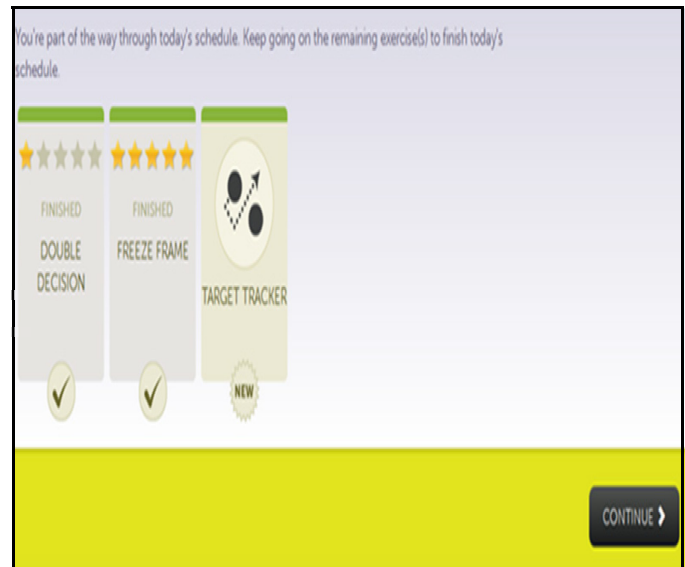 You're part of the way through today's schedule. Keep going on the remaining exercise(s) to finish today's
schedule.
FINISHED
DOUBLE
DECISION
FINISHED
FREEZE FRAME
TARGET TRACKER
NEW
CONTINUE